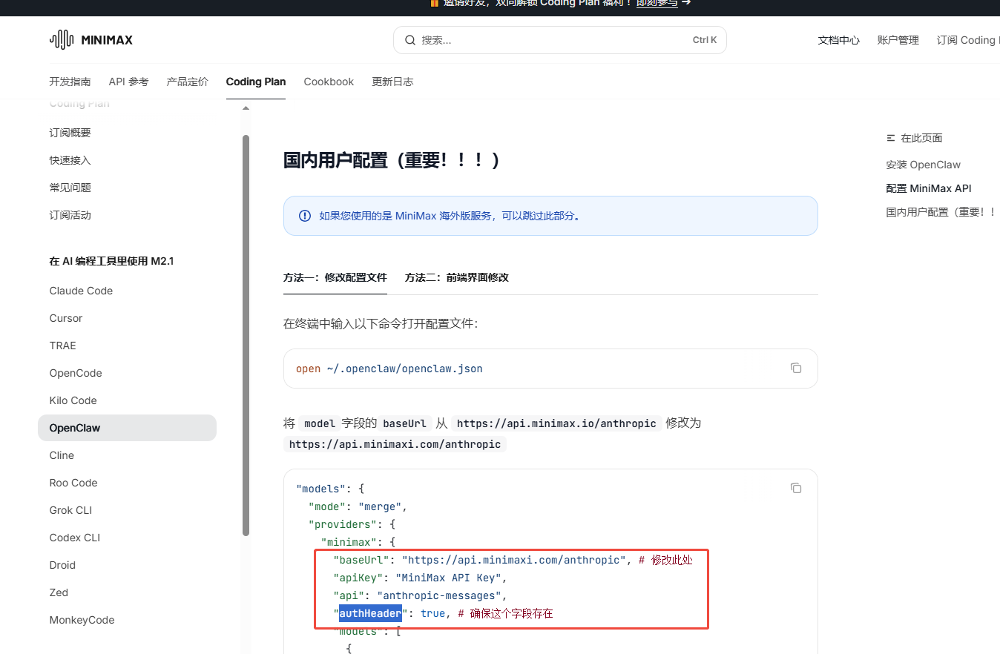 邀请好友，双向解锁 Coding Plan 福利！ 即刻参与 →
MINIMAX
搜索... Ctrl K
文档中心 账户管理 订阅 Coding
开发指南 API 参考 产品定价 Coding Plan Cookbook 更新日志
Coding Plan
订阅概要
快速接入
常见问题
订阅活动
在 AI 编程工具里使用 M2.1
Claude Code
Cursor
TRAE
OpenCode
Kilo Code
OpenClaw
Cline
Roo Code
Grok CLI
Codex CLI
Droid
Zed
MonkeyCode
国内用户配置（重要！！！）
如果您使用的是 MiniMax 海外版服务，可以跳过此部分。
方法一：修改配置文件 方法二：前端界面修改
在终端中输入以下命令打开配置文件：
open ~/.openclaw/openclaw.json
将 model 字段的 baseUrl 从 https://api.minimax.io/anthropic 修改为
https://api.minimaxi.com/anthropic
"models": {
"mode": "merge",
"providers": {
"minimax": {
"baseUrl": "https://api.minimaxi.com/anthropic", # 修改此处
"apiKey": "MiniMax API Key",
"api": "anthropic-messages",
"authHeader": true, # 确保这个字段存在
"models": [
{
在此页面
安装 OpenClaw
配置 MiniMax API
国内用户配置（重要！！